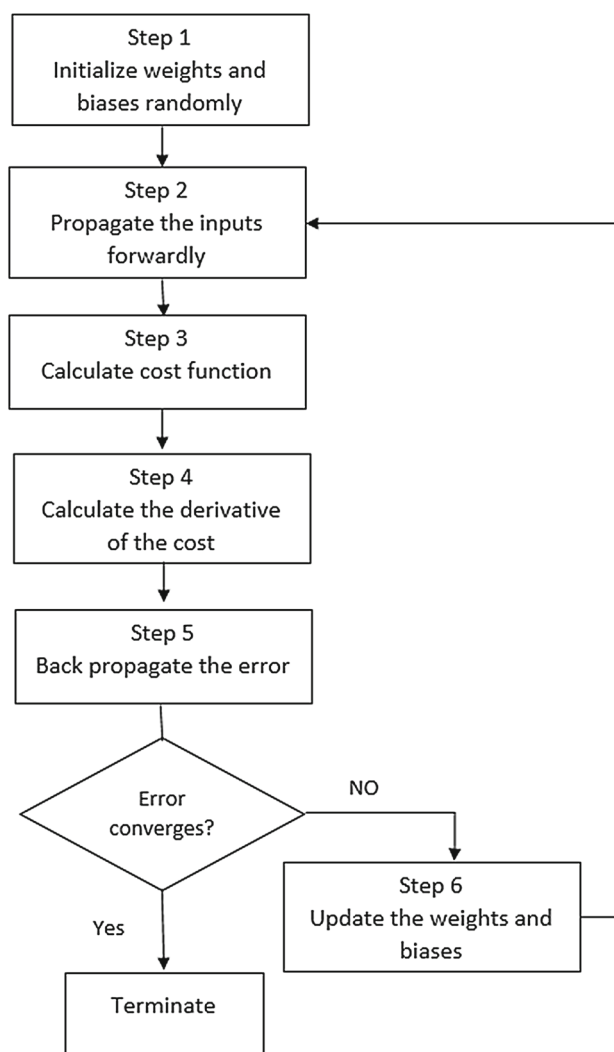 Step 1
Initialize weights and
biases randomly
Step 2
Propagate the inputs
forwardly
Step 3
Calculate cost function
Step 4
Calculate the derivative
of the cost
Step 5
Back propagate the error
Error
converges?
NO
Step 6
Update the weights and
biases
Yes
Terminate